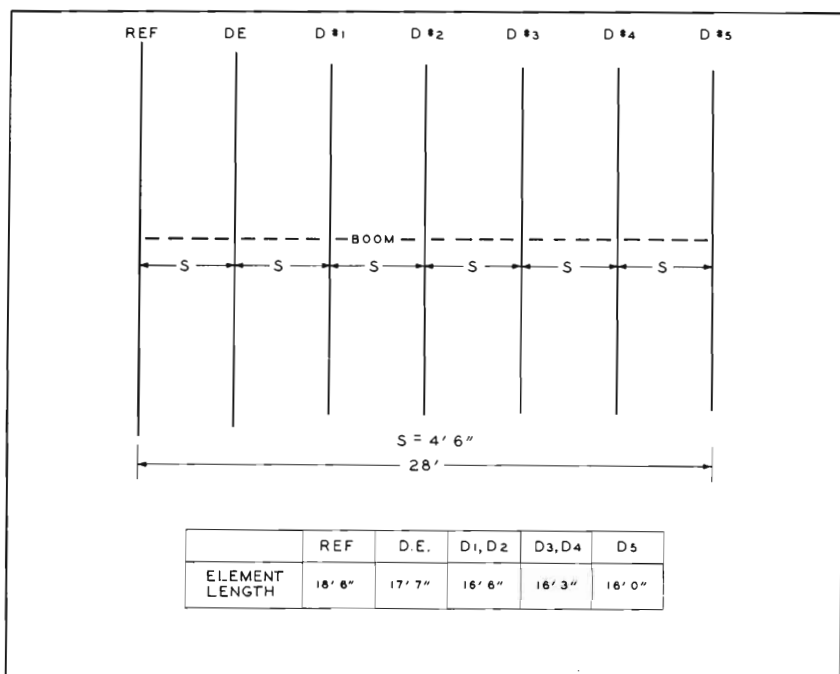 REF DE D #1 D #2 D #3 D #4 D #5
BOOM
S S S S S S
S = 4' 6"
28'
REF D.E. D1, D2 D3, D4 D5
ELEMENT
LENGTH
18' 6" 17' 7" 16' 6" 16' 3" 16' 0"